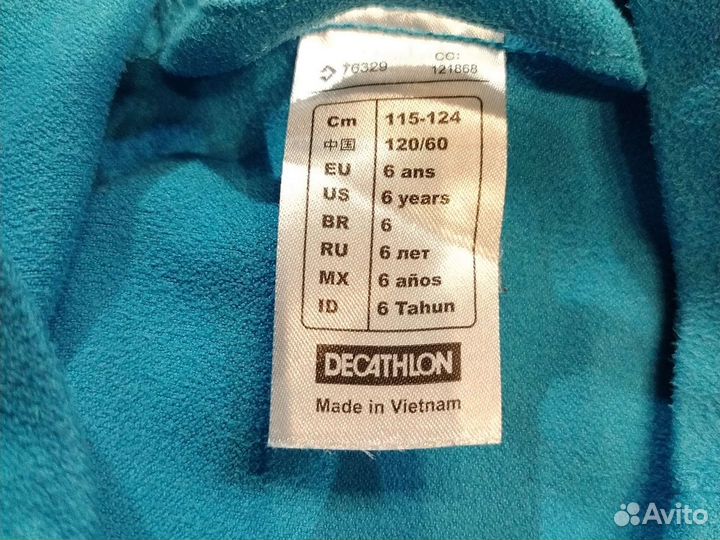 76329 CC: 121868
Cm 115-124
中国 120/60
EU 6 ans
US 6 years
BR 6
RU 6 лет
MX 6 años
ID 6 Tahun
DECATHLON
Made in Vietnam
Avito